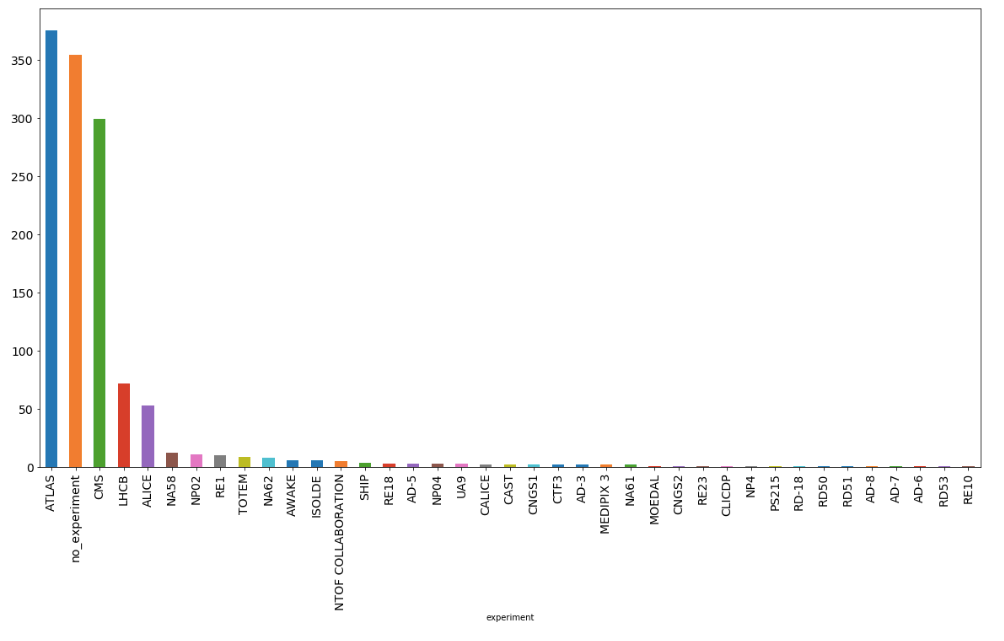 350
300
250
200
150
100
50
0
ATLAS
no_experiment
CMS
LHCB
ALICE
NA58
NP02
RE1
TOTEM
NA62
AWAKE
ISOLDE
NTOF COLLABORATION
SHIP
RE18
AD-5
NP04
UA9
CALICE
CAST
CNGS1
CTF3
MEDIPIX 3
NA61
MOEDAL
CNGS2
RE23
CLICDP
NP4
PS215
RD-18
RD50
RD51
AD-8
AD-7
AD-6
RD53
RE10
experiment